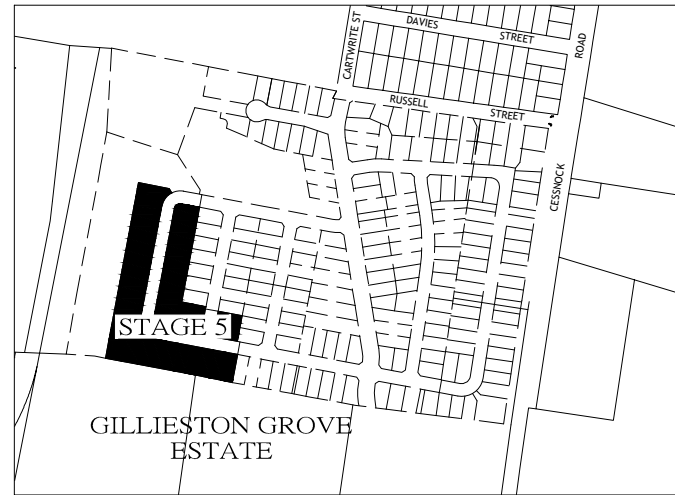 DAVIES STREET
CARTWRITE ST
ROAD
RUSSELL STREET
CESSNOCK
STAGE 5
GILLIESTON GROVE
ESTATE